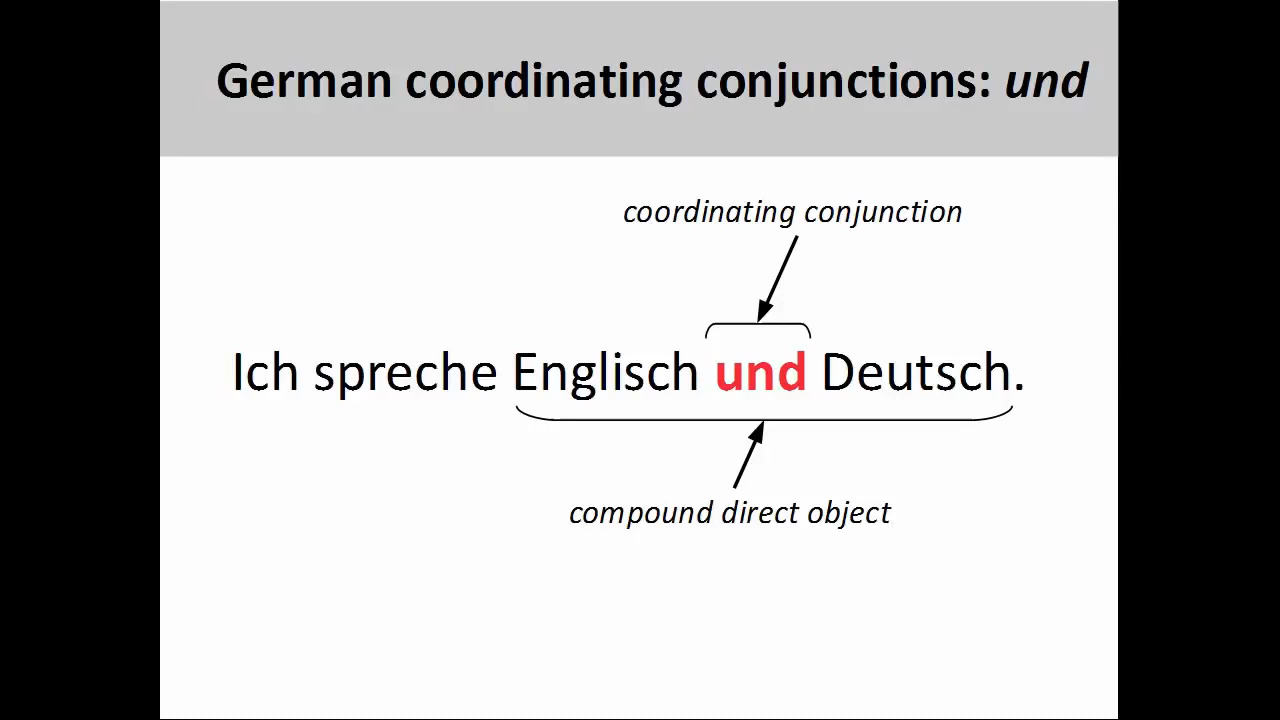 German coordinating conjunctions: und
coordinating conjunction
Ich spreche Englisch und Deutsch.
compound direct object